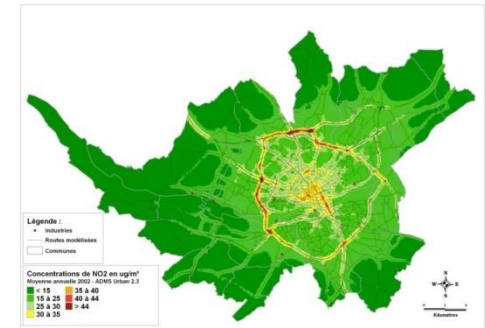 Légende :
Industries
Routes modélisées
Communes
Concentrations de NO2 en ug/m³
Moyenne annuelle 2002 - ADMS Urban 2.3
< 15
15 à 25
25 à 30
30 à 35
35 à 40
40 à 44
> 44
N
Kilomètres